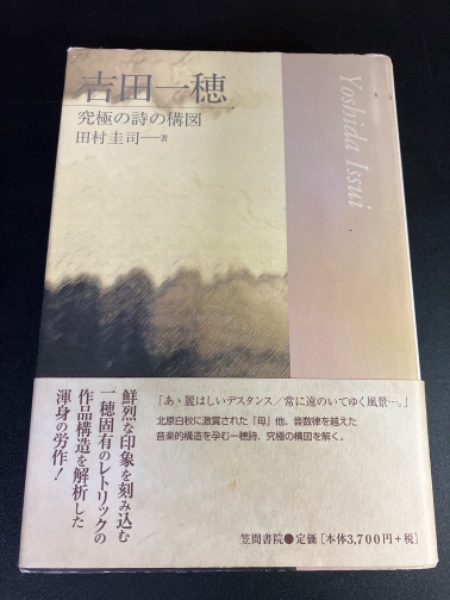 吉田一穂
究極の詩の構図
田村圭司——著
Yoshida Issui
鮮烈な印象を刻み込む
一穂固有のレトリックの
作品構造を解析した
渾身の労作!
「あゝ麗はしいデスタンス/常に遠のいてゆく風景…。」
北原白秋に激賞された『母』他、音数律を越えた
音楽的構造を孕む一穂詩、究極の構図を解く。
笠間書院●定価[本体3,700円+税]